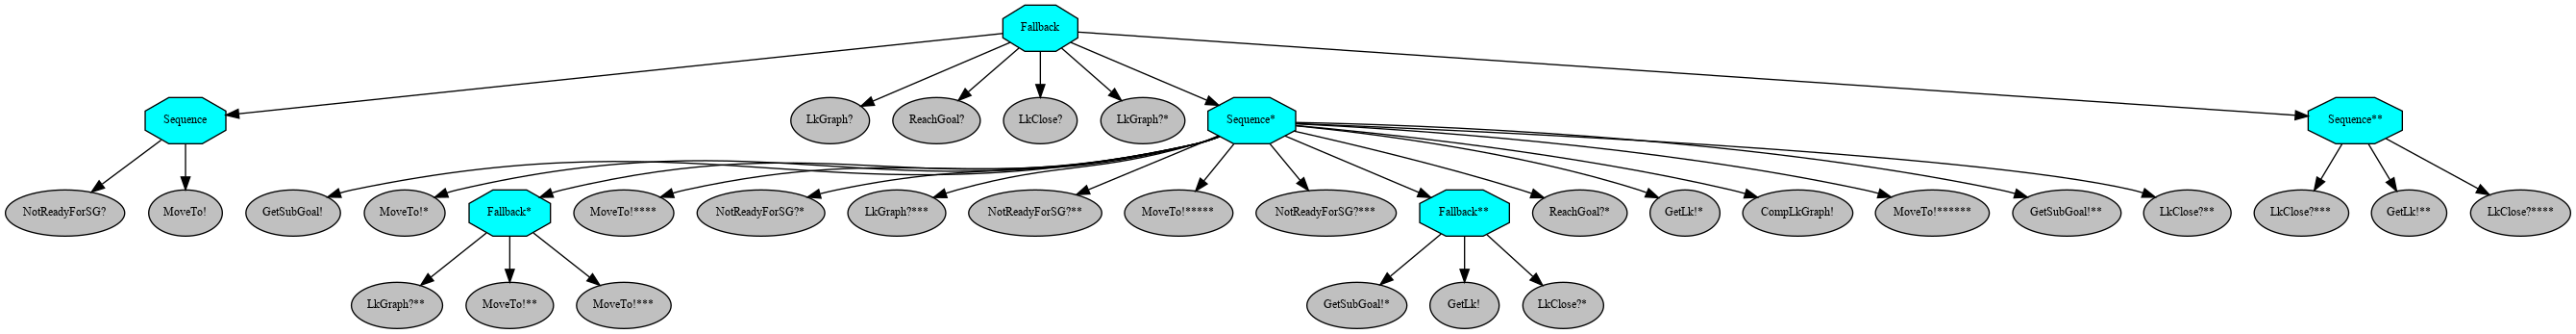 Fallback
Sequence
LkGraph?
ReachGoal?
LkClose?
LkGraph?*
Sequence*
Sequence**
NotReadyForSG?
MoveTo!
GetSubGoal!
MoveTo!*
Fallback*
MoveTo!****
NotReadyForSG?*
LkGraph?***
NotReadyForSG?**
MoveTo!*****
NotReadyForSG?***
Fallback**
ReachGoal?*
GetLk!*
CompLkGraph!
MoveTo!******
GetSubGoal!**
LkClose?**
LkClose?***
GetLk!**
LkClose?****
LkGraph?**
MoveTo!**
MoveTo!***
GetSubGoal!*
GetLk!
LkClose?*